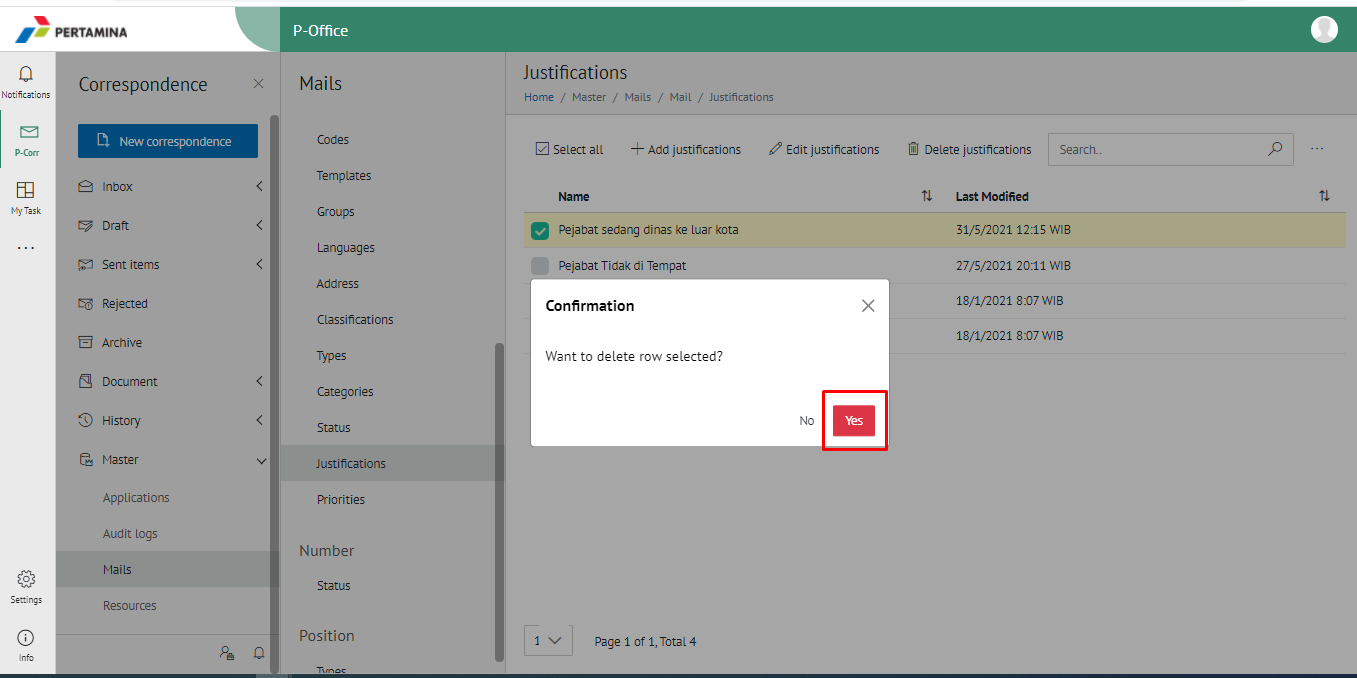 PERTAMINA
P-Office
Notifications
P-Corr
My Task
Settings
Info
Correspondence
New correspondence
Inbox
Draft
Sent items
Rejected
Archive
Document
History
Master
Applications
Audit logs
Mails
Resources
Mails
Codes
Templates
Groups
Languages
Address
Classifications
Types
Categories
Status
Justifications
Priorities
Number
Status
Position
Types
Justifications
Home / Master / Mails / Mail / Justifications
Select all
Add justifications
Edit justifications
Delete justifications
Search..
Name Last Modified
Pejabat sedang dinas ke luar kota 31/5/2021 12:15 WIB
Pejabat Tidak di Tempat 27/5/2021 20:11 WIB
18/1/2021 8:07 WIB
18/1/2021 8:07 WIB
Confirmation
Want to delete row selected?
No Yes
1 Page 1 of 1, Total 4